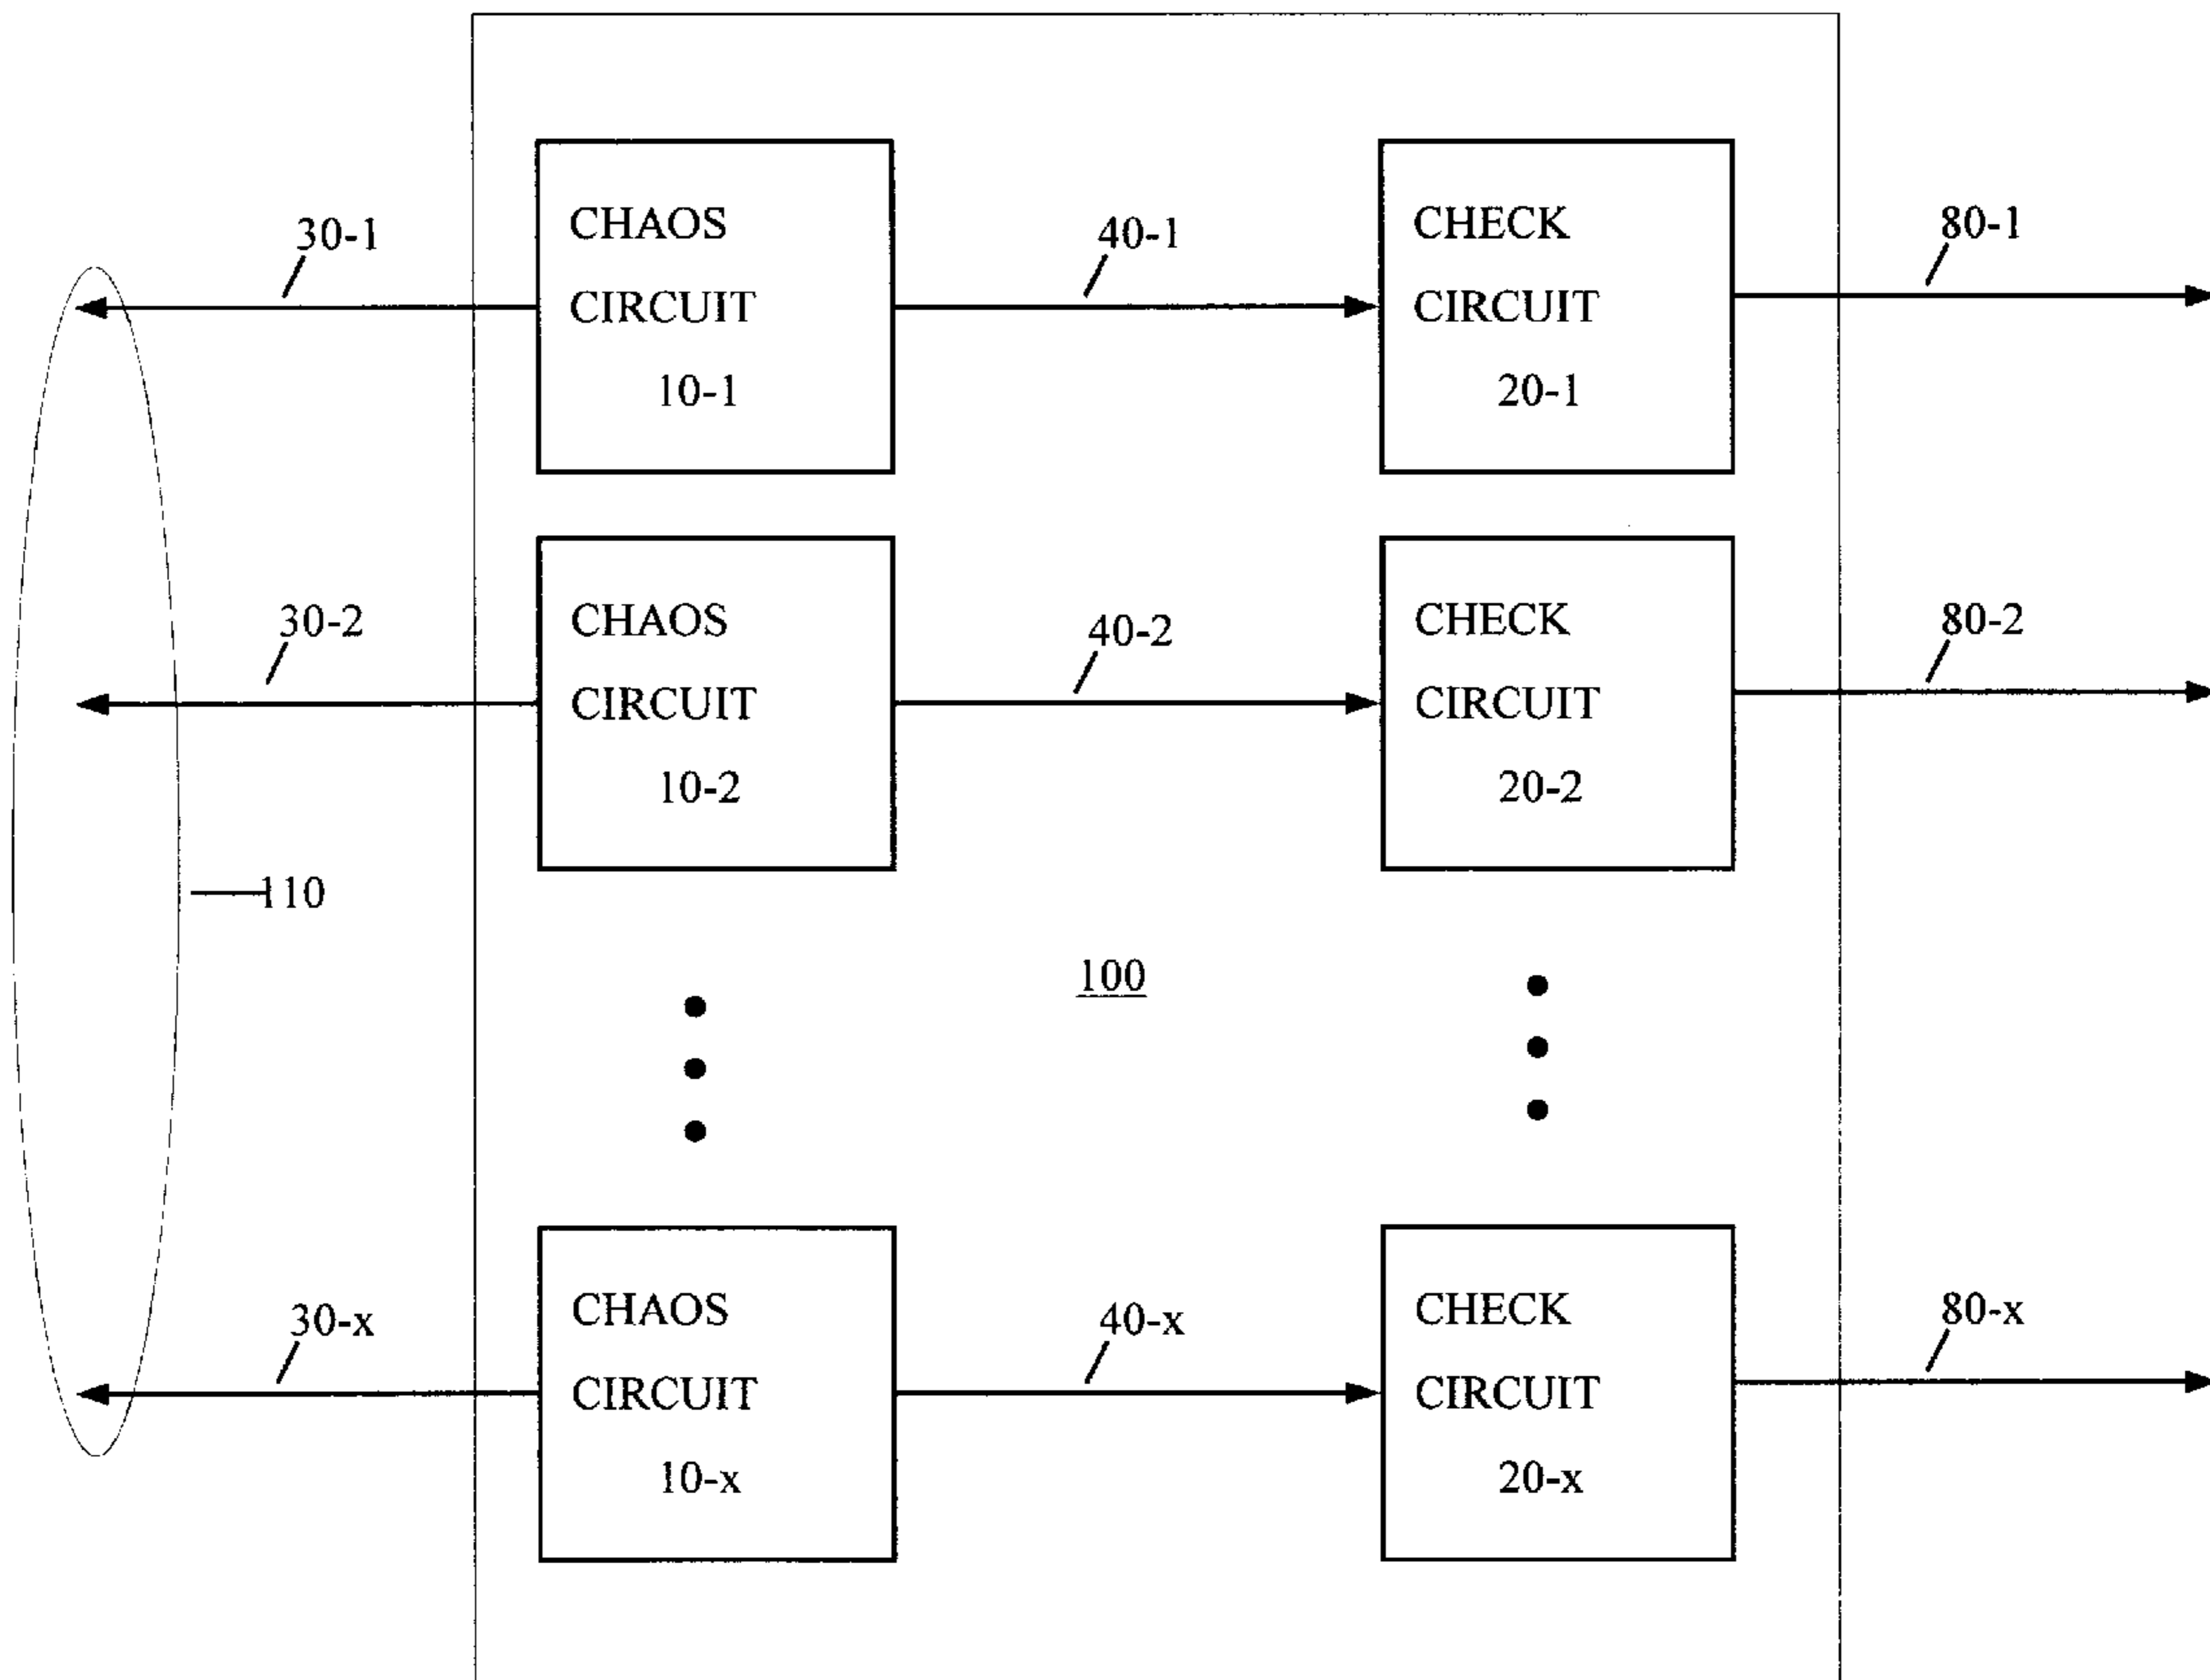 30-1
CHAOS
CIRCUIT
10-1
40-1
CHECK
CIRCUIT
20-1
80-1
30-2
CHAOS
CIRCUIT
10-2
40-2
CHECK
CIRCUIT
20-2
80-2
110
100
30-x
CHAOS
CIRCUIT
10-x
40-x
CHECK
CIRCUIT
20-x
80-x